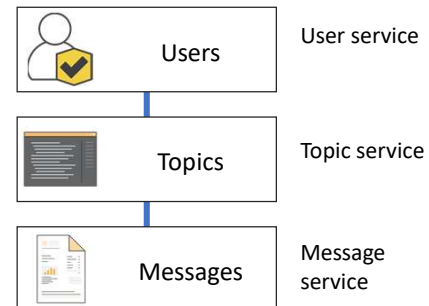 Users
User service
Topics
Topic service
Messages
Message
service